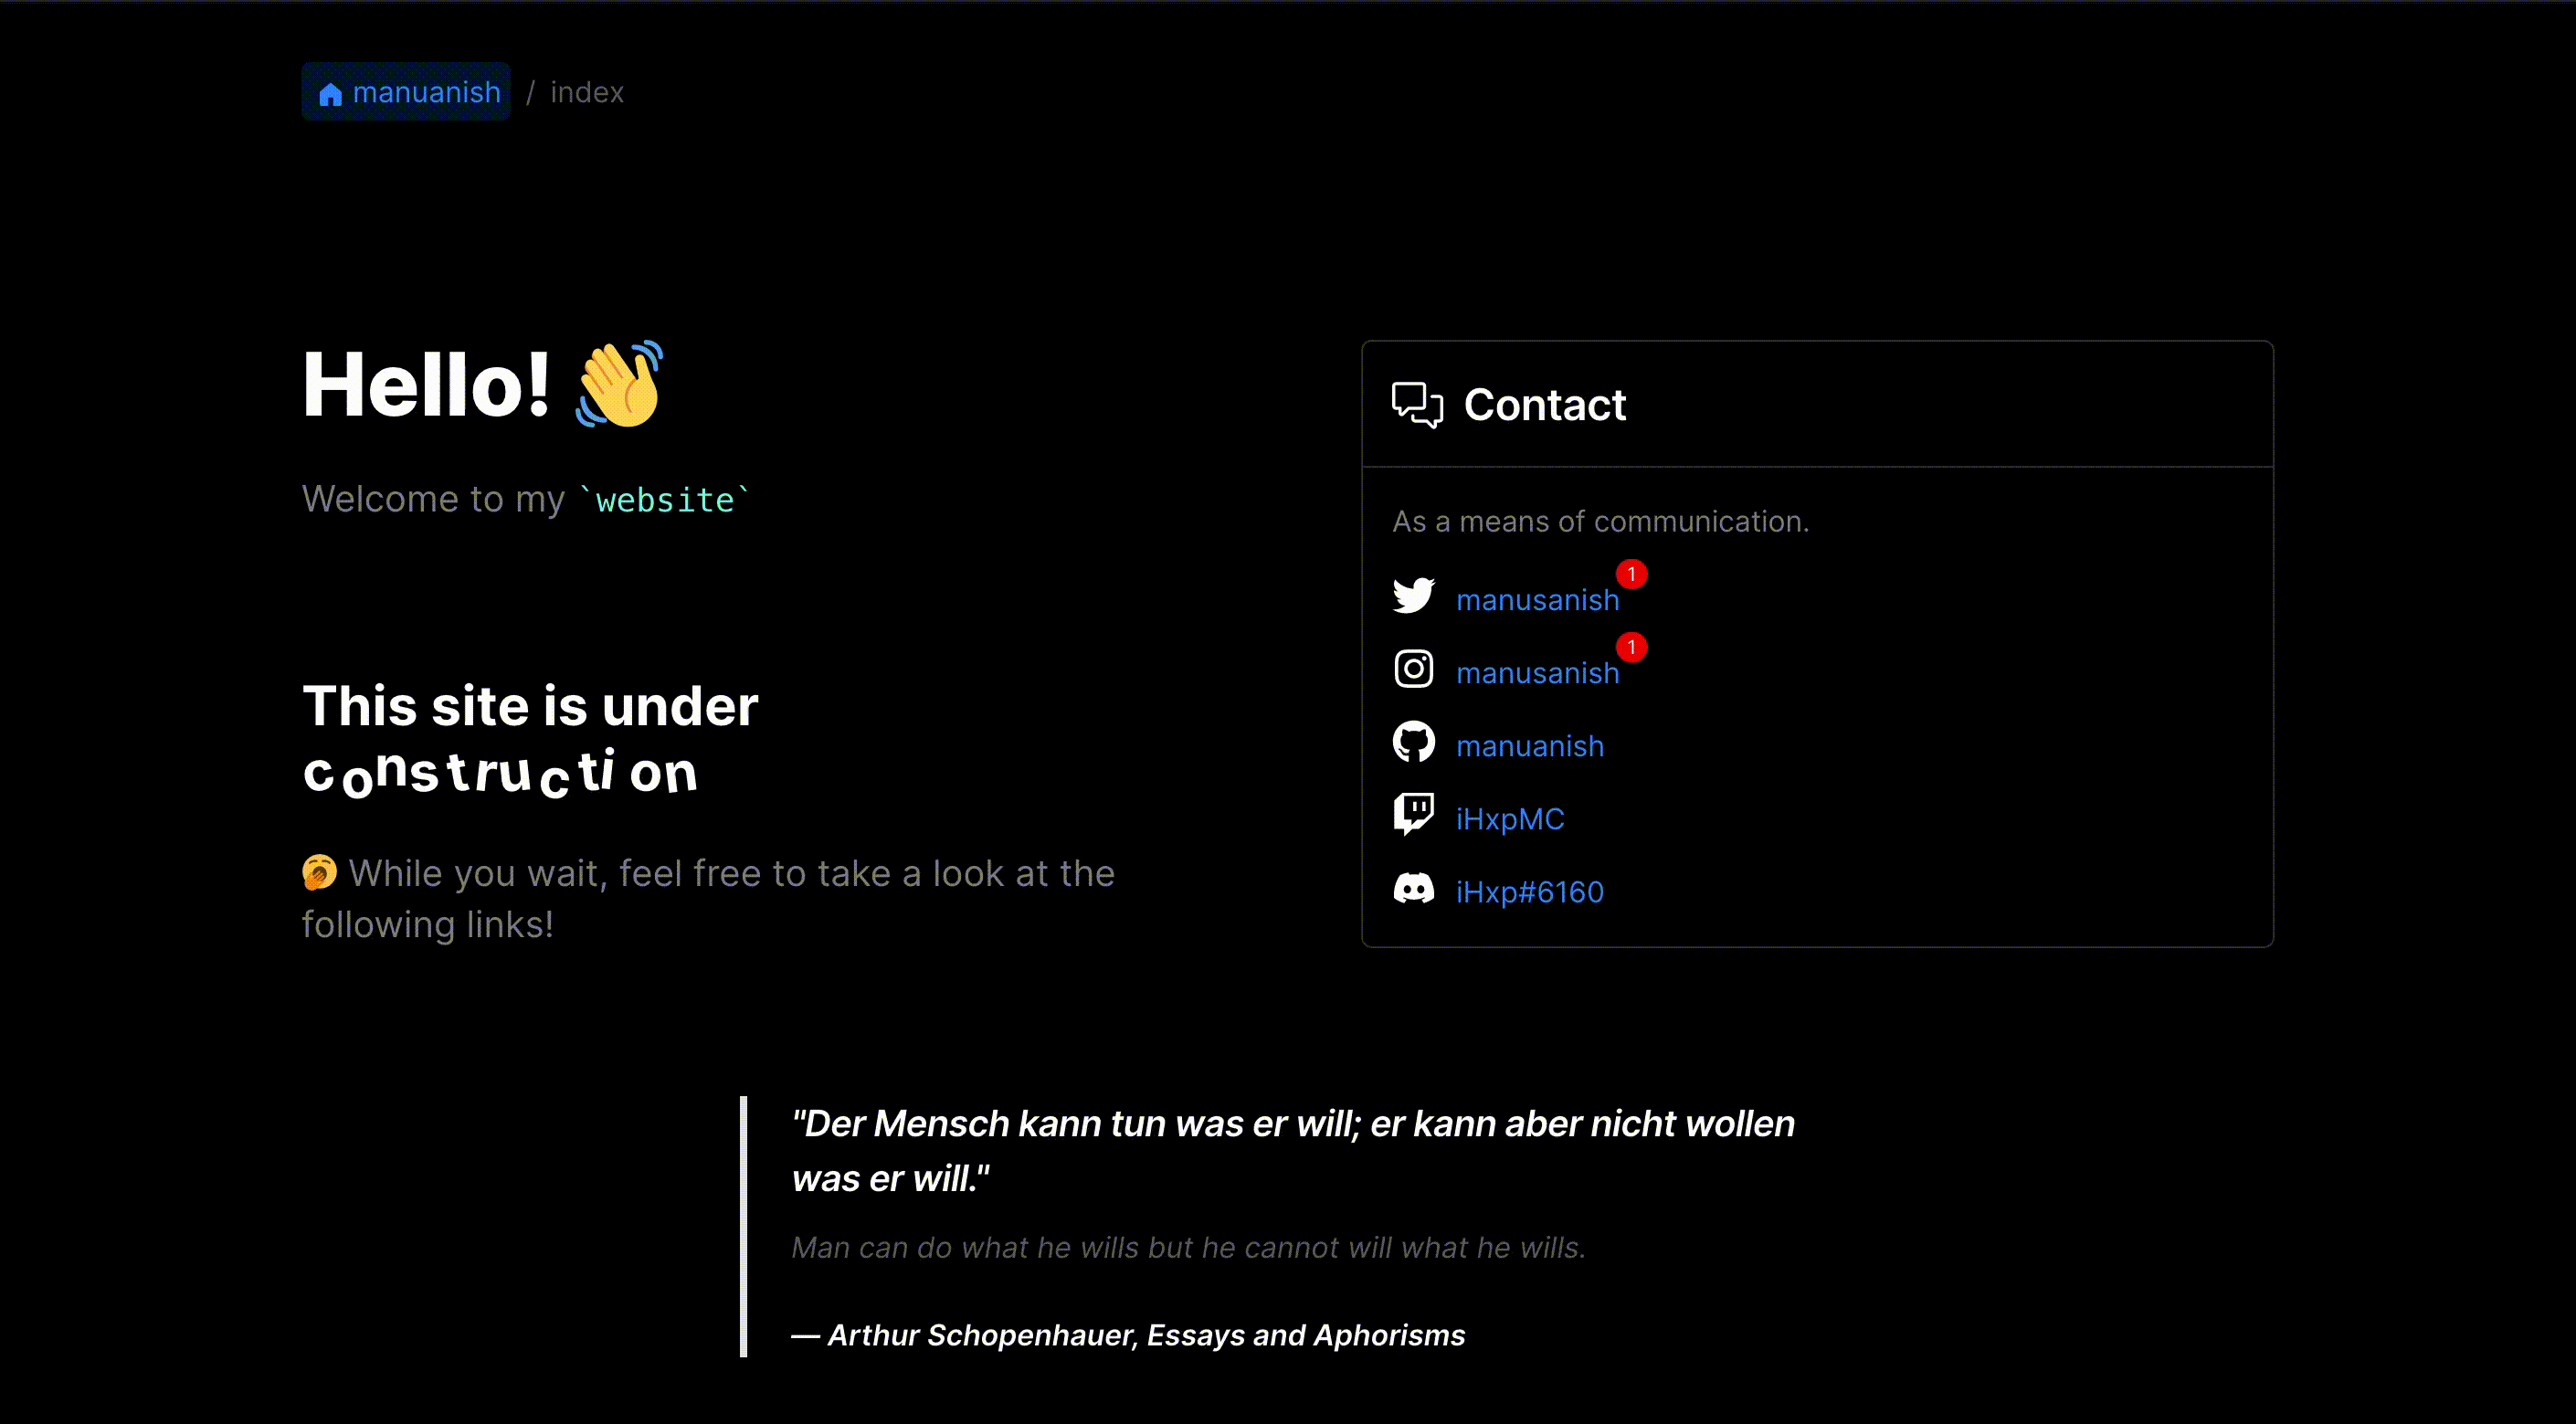 manuanish / index
Hello! 👋
Welcome to my `website`
This site is under
construction
🥱 While you wait, feel free to take a look at the
following links!
Contact
As a means of communication.
manusanish 1
manusanish 1
manuanish
iHxpMC
iHxp#6160
"Der Mensch kann tun was er will; er kann aber nicht wollen
was er will."
Man can do what he wills but he cannot will what he wills.
— Arthur Schopenhauer, Essays and Aphorisms